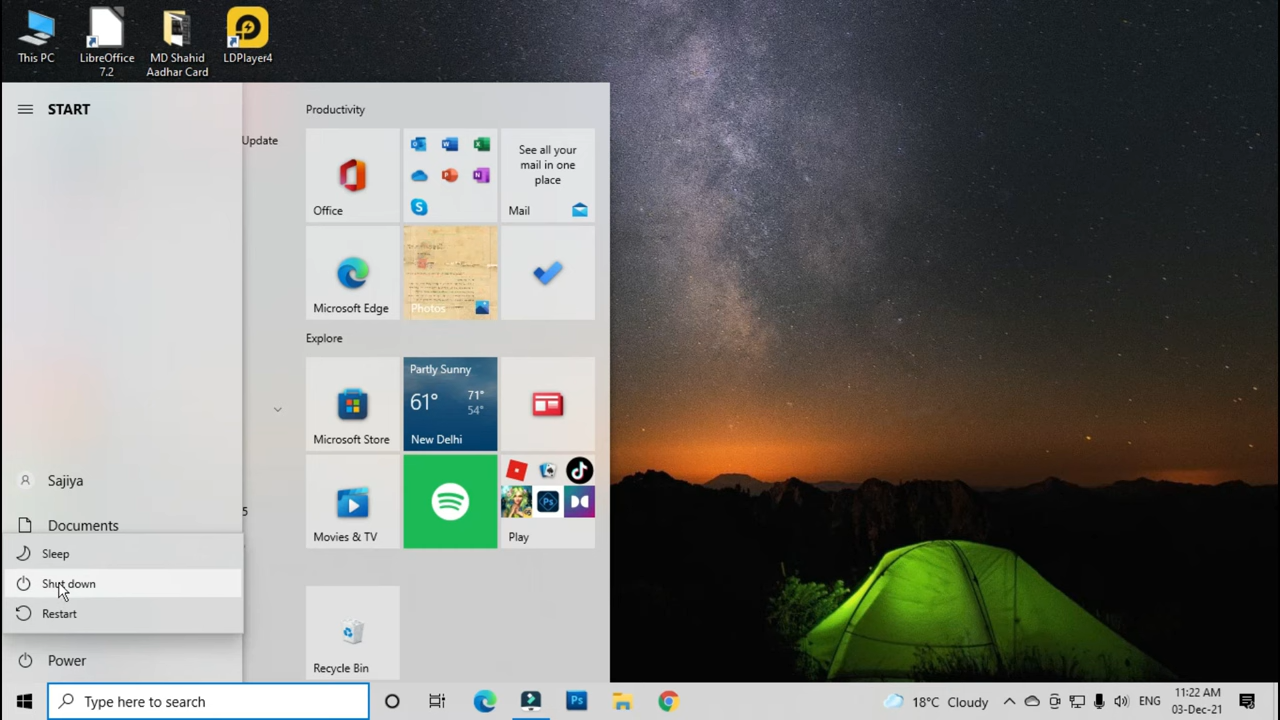 This PC
LibreOffice
7.2
MD Shahid
Aadhar Card
LDPlayer4
START
Update
Productivity
Office
See all your
mail in one
place
Mail
Microsoft Edge
Photos
Explore
Microsoft Store
Partly Sunny
61°
71°
54°
New Delhi
Movies & TV
Ps
Play
Sajiya
Documents
5
Sleep
Shut down
Restart
Recycle Bin
Power
Type here to search
Ps
18°C Cloudy
ENG
11:22 AM
03-Dec-21